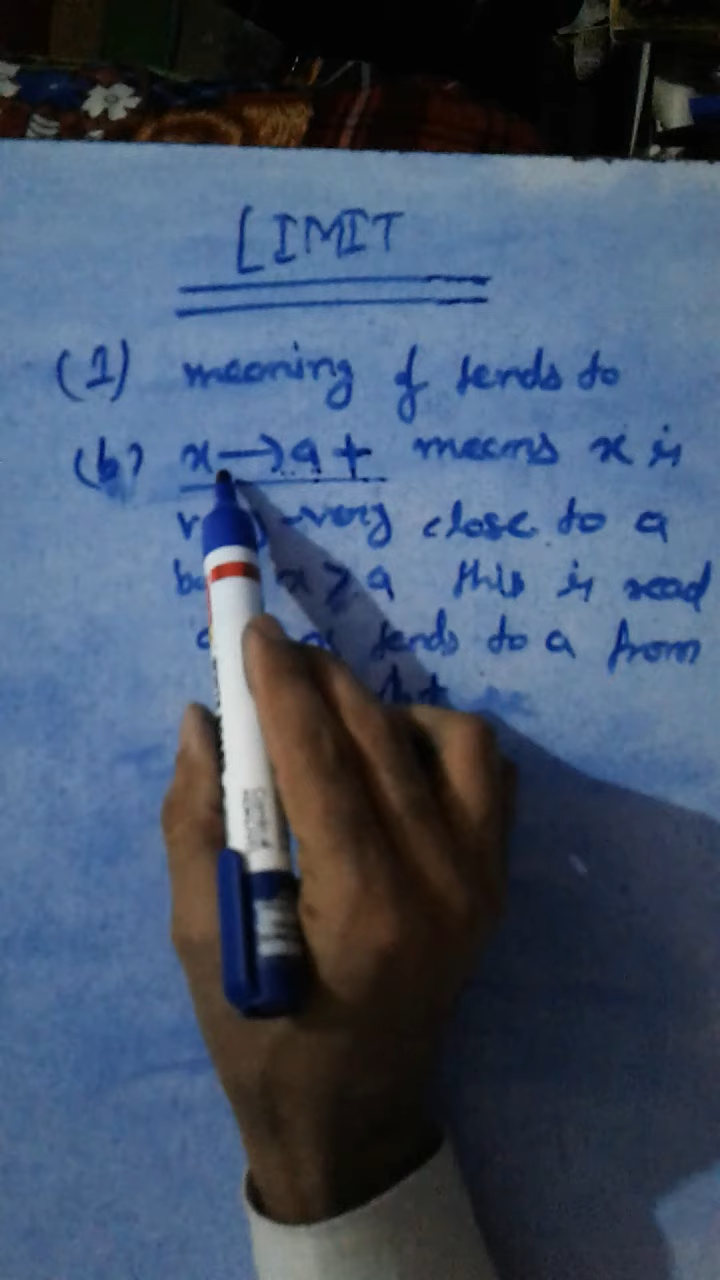 LIMIT
(1) meaning of tends to
(b) x→a+ means x is
-very close to a
x > a this is read
tends to a from